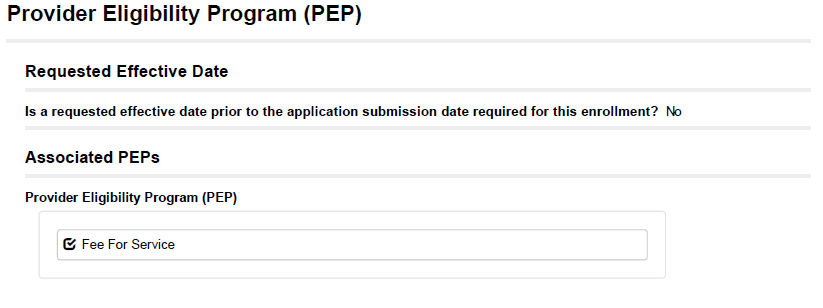 Provider Eligibility Program (PEP)
Requested Effective Date
Is a requested effective date prior to the application submission date required for this enrollment? No
Associated PEPs
Provider Eligibility Program (PEP)
Fee For Service